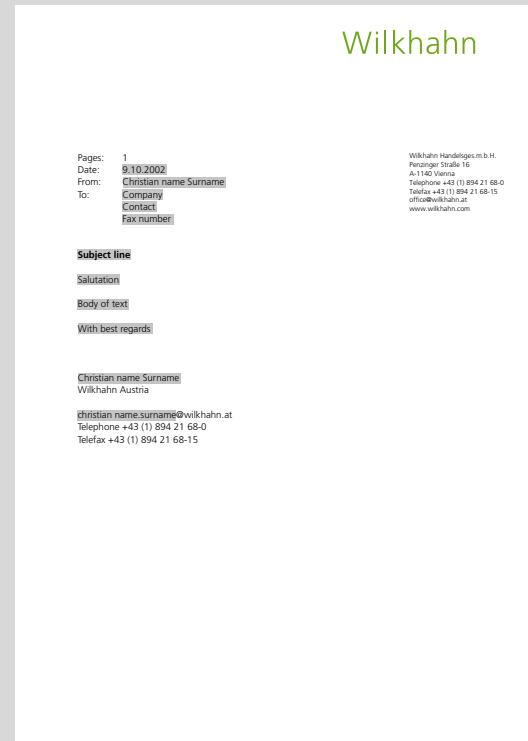 Wilkhahn
Pages: 1
Date: 9.10.2002
From: Christian name Surname
To: Company
Contact
Fax number
Wilkhahn Handelsges.m.b.H.
Penzinger Straße 16
A-1140 Vienna
Telephone +43 (1) 894 21 68-0
Telefax +43 (1) 894 21 68-15
office@wilkhahn.at
www.wilkhahn.com
Subject line
Salutation
Body of text
With best regards
Christian name Surname
Wilkhahn Austria
christian name.surname@wilkhahn.at
Telephone +43 (1) 894 21 68-0
Telefax +43 (1) 894 21 68-15